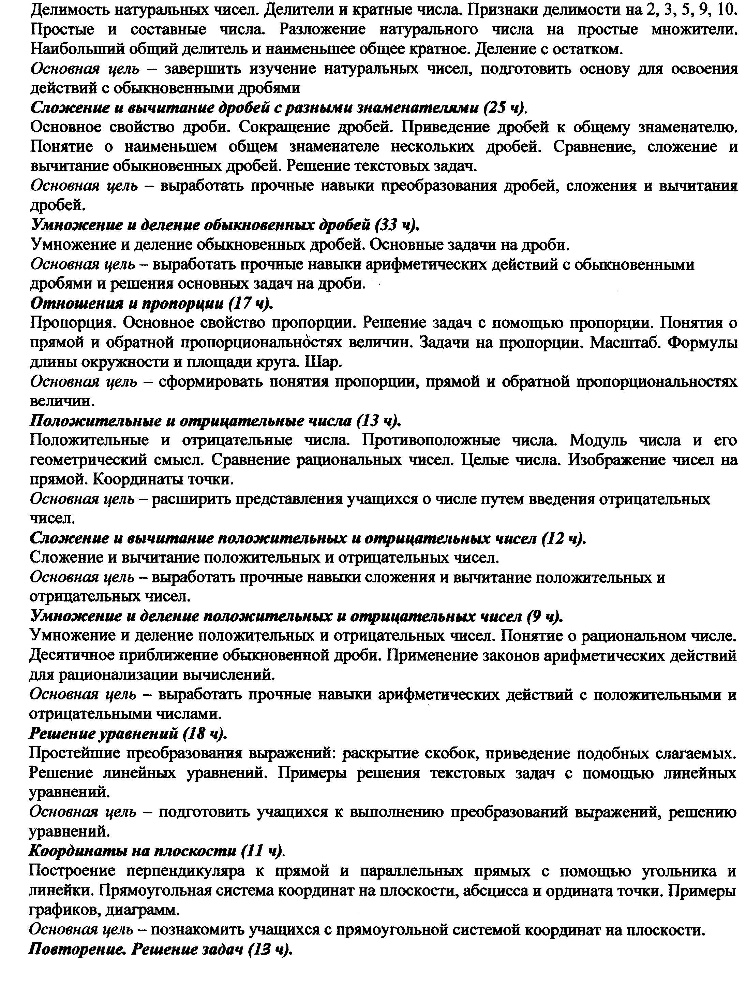 Делимость натуральных чисел. Делители и кратные числа. Признаки делимости на 2, 3, 5, 9, 10.
Простые и составные числа. Разложение натурального числа на простые множители.
Наибольший общий делитель и наименьшее общее кратное. Деление с остатком.
Основная цель – завершить изучение натуральных чисел, подготовить основу для освоения
действий с обыкновенными дробями
Сложение и вычитание дробей с разными знаменателями (25 ч).
Основное свойство дроби. Сокращение дробей. Приведение дробей к общему знаменателю.
Понятие о наименьшем общем знаменателе нескольких дробей. Сравнение, сложение и
вычитание обыкновенных дробей. Решение текстовых задач.
Основная цель – выработать прочные навыки преобразования дробей, сложения и вычитания
дробей.
Умножение и деление обыкновенных дробей (33 ч).
Умножение и деление обыкновенных дробей. Основные задачи на дроби.
Основная цель – выработать прочные навыки арифметических действий с обыкновенными
дробями и решения основных задач на дроби.
Отношения и пропорции (17 ч).
Пропорция. Основное свойство пропорции. Решение задач с помощью пропорции. Понятия о
прямой и обратной пропорциональностях величин. Задачи на пропорции. Масштаб. Формулы
длины окружности и площади круга. Шар.
Основная цель – сформировать понятия пропорции, прямой и обратной пропорциональностях
величин.
Положительные и отрицательные числа (13 ч).
Положительные и отрицательные числа. Противоположные числа. Модуль числа и его
геометрический смысл. Сравнение рациональных чисел. Целые числа. Изображение чисел на
прямой. Координаты точки.
Основная цель – расширить представления учащихся о числе путем введения отрицательных
чисел.
Сложение и вычитание положительных и отрицательных чисел (12 ч).
Сложение и вычитание положительных и отрицательных чисел.
Основная цель – выработать прочные навыки сложения и вычитание положительных и
отрицательных чисел.
Умножение и деление положительных и отрицательных чисел (9 ч).
Умножение и деление положительных и отрицательных чисел. Понятие о рациональном числе.
Десятичное приближение обыкновенной дроби. Применение законов арифметических действий
для рационализации вычислений.
Основная цель – выработать прочные навыки арифметических действий с положительными и
отрицательными числами.
Решение уравнений (18 ч).
Простейшие преобразования выражений: раскрытие скобок, приведение подобных слагаемых.
Решение линейных уравнений. Примеры решения текстовых задач с помощью линейных
уравнений.
Основная цель – подготовить учащихся к выполнению преобразований выражений, решению
уравнений.
Координаты на плоскости (11 ч).
Построение перпендикуляра к прямой и параллельных прямых с помощью угольника и
линейки. Прямоугольная система координат на плоскости, абсцисса и ордината точки. Примеры
графиков, диаграмм.
Основная цель – познакомить учащихся с прямоугольной системой координат на плоскости.
Повторение. Решение задач (13 ч).